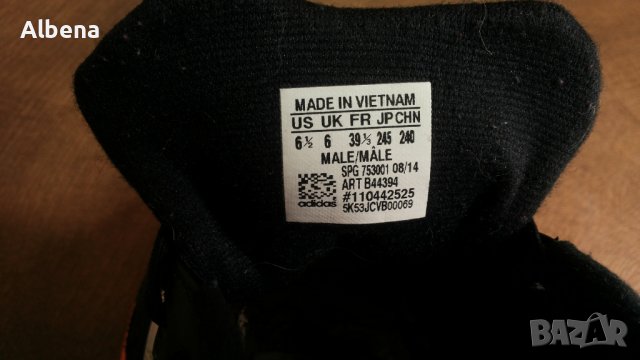 Albena
MADE IN VIETNAM
US UK FR JP CHN
6½ 6 39⅓ 245 240
MALE/MÂLE
SPG 753001 08/14
ART B44394
#110442525
adidas 5K53JCVB00069
BAZAR